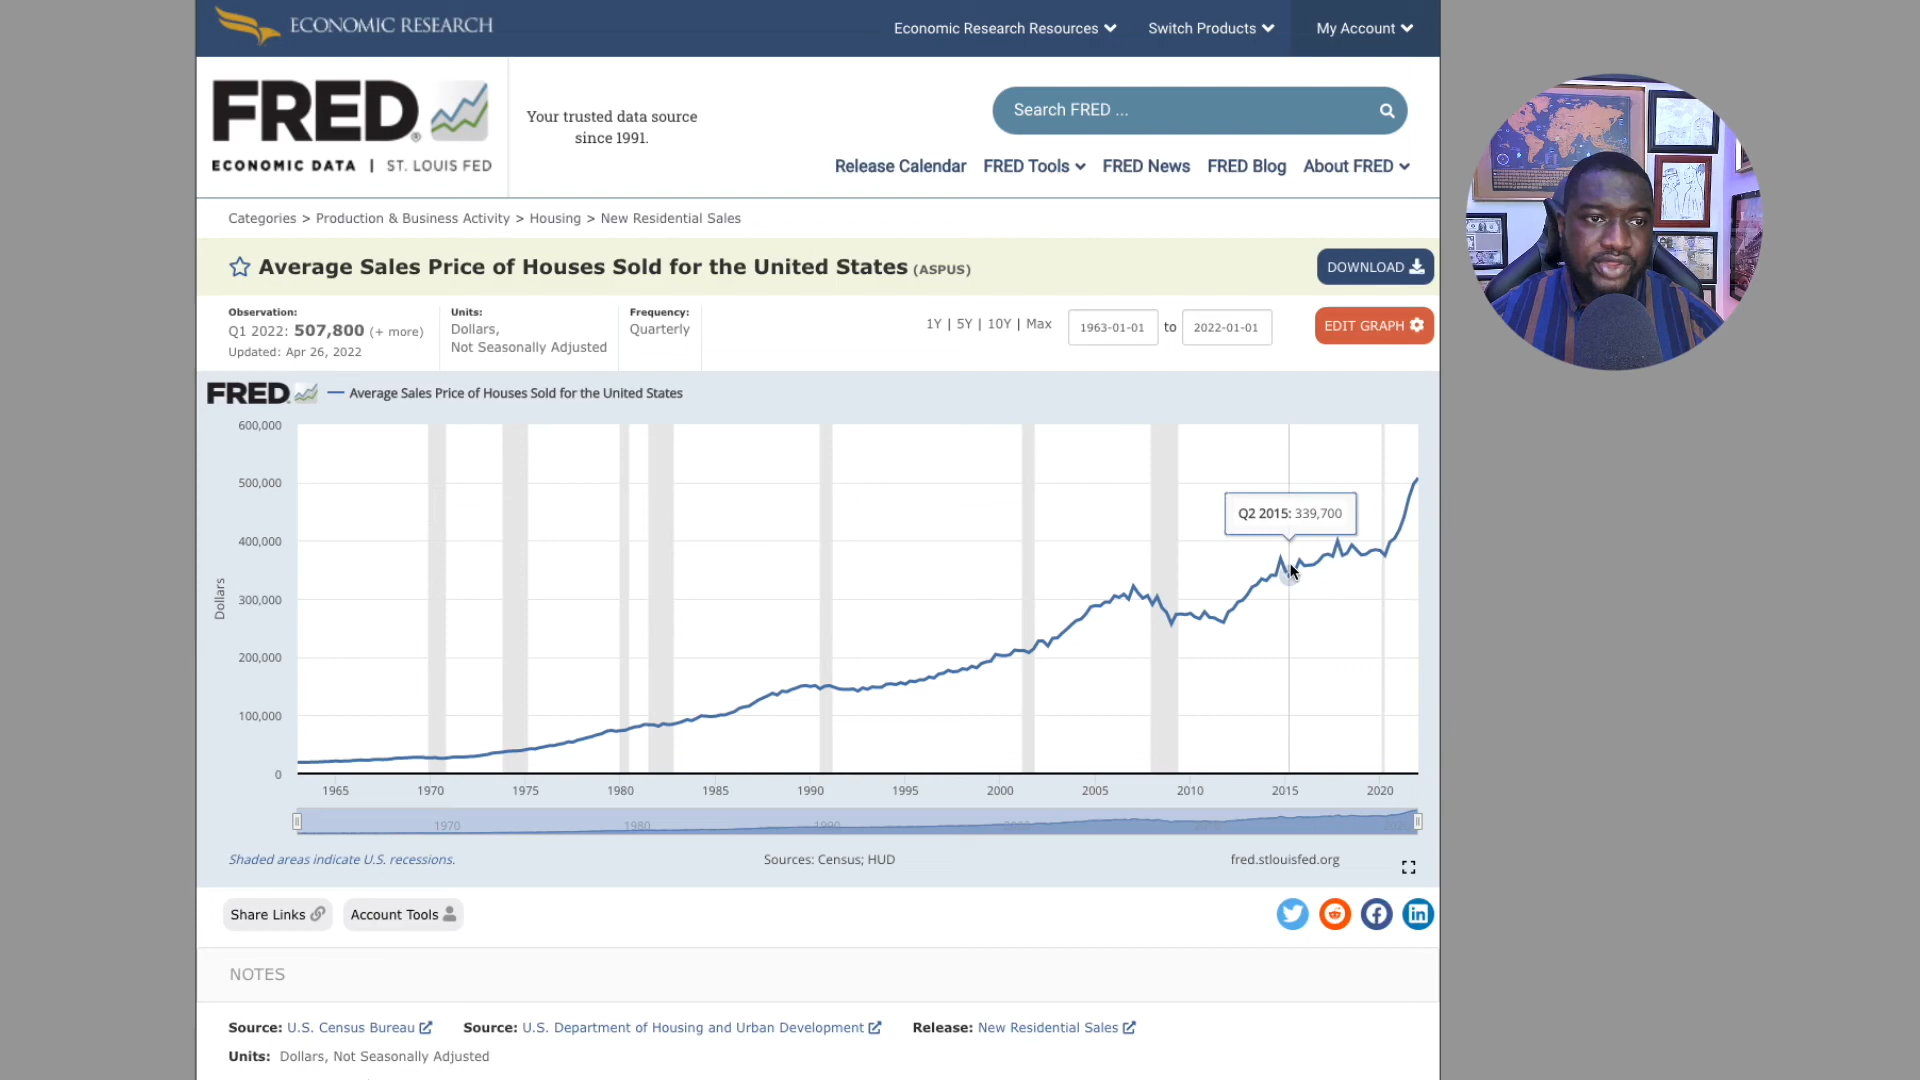 ECONOMIC RESEARCH
Economic Research Resources
Switch Products
My Account
FRED
ECONOMIC DATA | ST. LOUIS FED
Your trusted data source
since 1991.
Search FRED ...
Release Calendar
FRED Tools
FRED News
FRED Blog
About FRED
Categories > Production & Business Activity > Housing > New Residential Sales
Average Sales Price of Houses Sold for the United States (ASPUS)
DOWNLOAD
Observation:
Q1 2022: 507,800 (+ more)
Updated: Apr 26, 2022
Units:
Dollars,
Not Seasonally Adjusted
Frequency:
Quarterly
1Y | 5Y | 10Y | Max
1963-01-01 to 2022-01-01
EDIT GRAPH
FRED
Average Sales Price of Houses Sold for the United States
600,000
500,000
400,000
300,000
200,000
100,000
0
Dollars
Q2 2015: 339,700
1965 1970 1975 1980 1985 1990 1995 2000 2005 2010 2015 2020
1970 1980 1990 2000 2010
Shaded areas indicate U.S. recessions.
Sources: Census; HUD
fred.stlouisfed.org
Share Links
Account Tools
NOTES
Source: U.S. Census Bureau
Source: U.S. Department of Housing and Urban Development
Release: New Residential Sales
Units: Dollars, Not Seasonally Adjusted